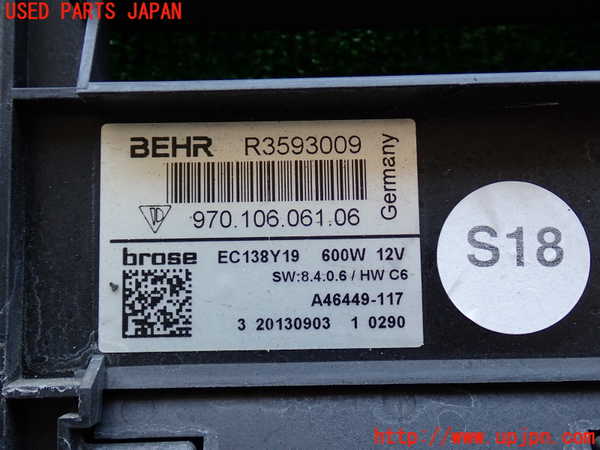 USED PARTS JAPAN
BEHR R3593009
970.106.061.06
Germany
brose EC138Y19 600W 12V
SW:8.4.0.6 / HW C6
A46449-117
3 20130903 1 0290
S18
http://www.upjpn.com/